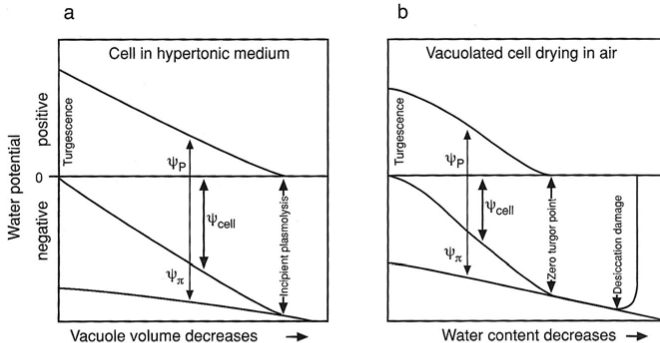 a
Cell in hypertonic medium
Water potential
positive
0
negative
Turgescence
ΨP
Ψcell
Ψπ
Incipient plasmolysis
Vacuole volume decreases
b
Vacuolated cell drying in air
Turgescence
ΨP
Ψcell
Ψπ
Zero turgor point
Desiccation damage
Water content decreases